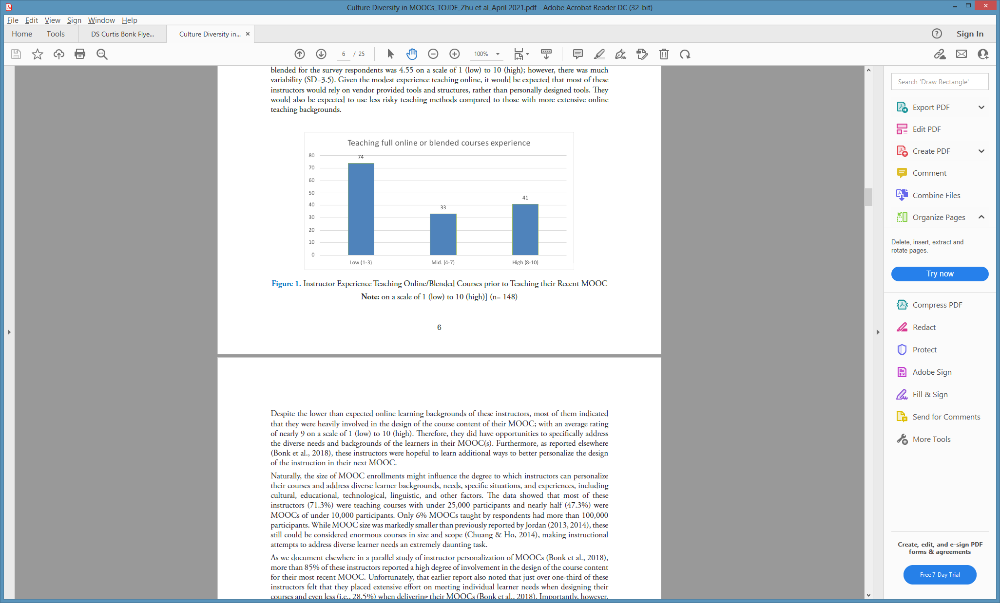 Culture Diversity in MOOCs_TOJDE_Zhu et al_April 2021.pdf - Adobe Acrobat Reader DC (32-bit)
File Edit View Sign Window Help
Home Tools DS Curtis Bonk Flye... Culture Diversity in... × Sign In
6 / 25 100%
blended for the survey respondents was 4.55 on a scale of 1 (low) to 10 (high); however, there was much
variability (SD=3.5). Given the modest experience teaching online, it would be expected that most of these
instructors would rely on vendor provided tools and structures, rather than personally designed tools. They
would also be expected to use less risky teaching methods compared to those with more extensive online
teaching backgrounds.
Teaching full online or blended courses experience
80
70
60
50
40
30
20
10
0
74
33
41
Low (1-3) Mid. (4-7) High (8-10)
Figure 1. Instructor Experience Teaching Online/Blended Courses prior to Teaching their Recent MOOC
Note: on a scale of 1 (low) to 10 (high)] (n= 148)
6
Despite the lower than expected online learning backgrounds of these instructors, most of them indicated
that they were heavily involved in the design of the course content of their MOOC; with an average rating
of nearly 9 on a scale of 1 (low) to 10 (high). Therefore, they did have opportunities to specifically address
the diverse needs and backgrounds of the learners in their MOOC(s). Furthermore, as reported elsewhere
(Bonk et al., 2018), these instructors were hopeful to learn additional ways to better personalize the design
of the instruction in their next MOOC.
Naturally, the size of MOOC enrollments might influence the degree to which instructors can personalize
their courses and address diverse learner backgrounds, needs, specific situations, and experiences, including
cultural, educational, technological, linguistic, and other factors. The data showed that most of these
instructors (71.3%) were teaching courses with under 25,000 participants and nearly half (47.3%) were
MOOCs of under 10,000 participants. Only 6% MOOCs taught by respondents had more than 100,000
participants. While MOOC size was markedly smaller than previously reported by Jordan (2013, 2014), these
still could be considered enormous courses in size and scope (Chuang & Ho, 2014), making instructional
attempts to address diverse learner needs an extremely daunting task.
As we document elsewhere in a parallel study of instructor personalization of MOOCs (Bonk et al., 2018),
more than 85% of these instructors reported a high degree of involvement in the design of the course content
for their most recent MOOC. Unfortunately, that earlier report also noted that just over one-third of these
instructors felt that they placed extensive effort on meeting individual learner needs when designing their
courses and even less (i.e., 28.5%) when delivering their MOOCs (Bonk et al., 2018). Importantly, however,
Search 'Draw Rectangle'
Export PDF
Edit PDF
Create PDF
Comment
Combine Files
Organize Pages
Delete, insert, extract and
rotate pages.
Try now
Compress PDF
Redact
Protect
Adobe Sign
Fill & Sign
Send for Comments
More Tools
Create, edit, and e-sign PDF
forms & agreements
Free 7-Day Trial